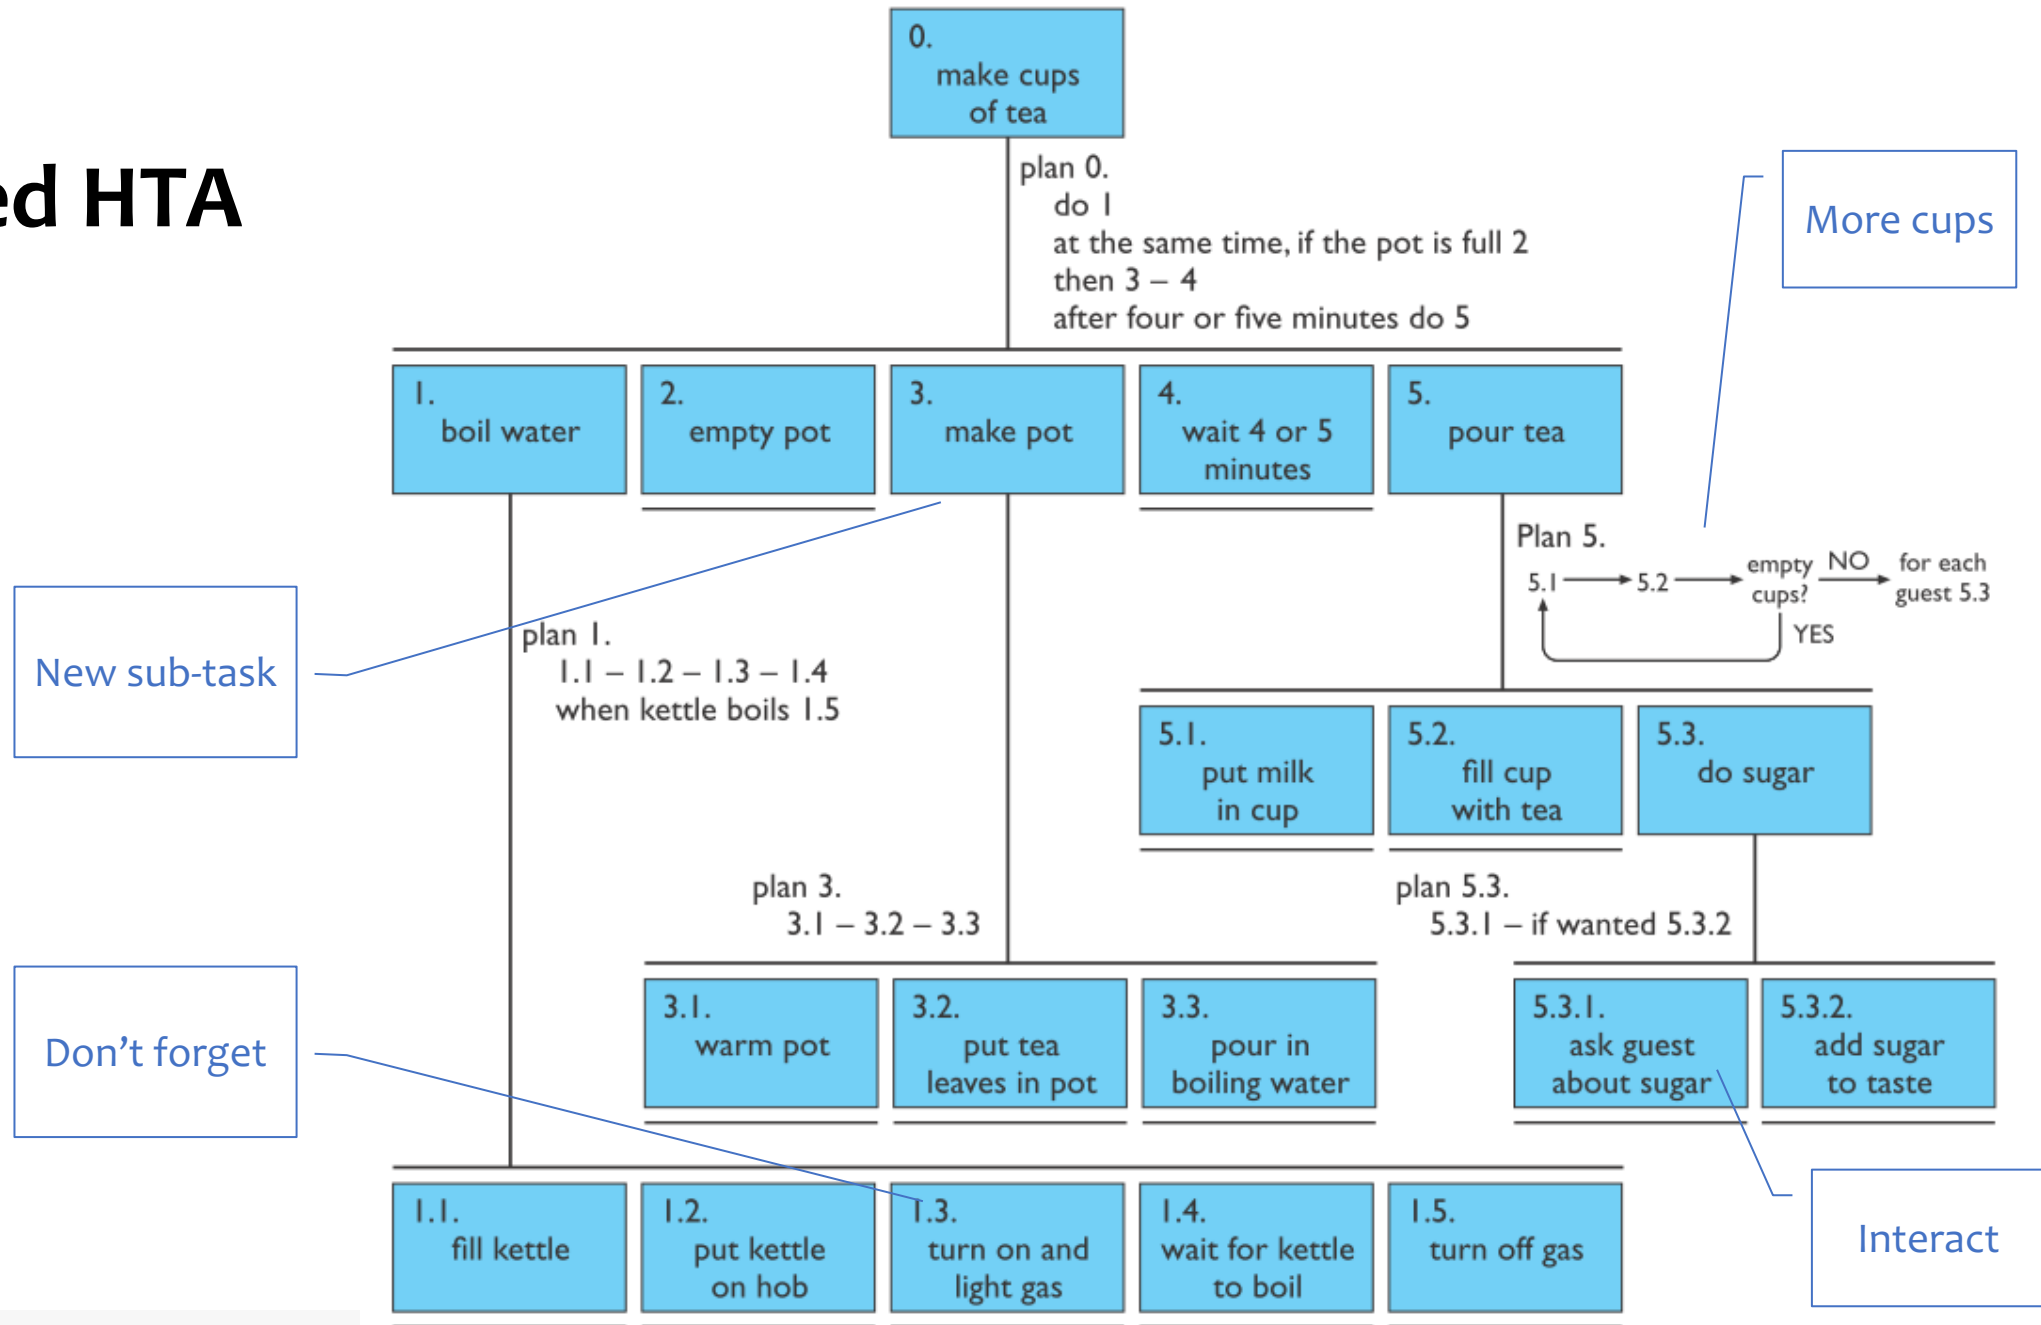 0.
make cups
of tea
ed HTA
plan 0.
do 1
at the same time, if the pot is full 2
then 3 – 4
after four or five minutes do 5
More cups
1.
boil water
2.
empty pot
3.
make pot
4.
wait 4 or 5
minutes
5.
pour tea
Plan 5.
5.1
5.2
empty
cups?
NO
for each
guest 5.3
YES
New sub-task
plan 1.
1.1 – 1.2 – 1.3 – 1.4
when kettle boils 1.5
5.1.
put milk
in cup
5.2.
fill cup
with tea
5.3.
do sugar
plan 3.
3.1 – 3.2 – 3.3
plan 5.3.
5.3.1 – if wanted 5.3.2
Don’t forget
3.1.
warm pot
3.2.
put tea
leaves in pot
3.3.
pour in
boiling water
5.3.1.
ask guest
about sugar
5.3.2.
add sugar
to taste
1.1.
fill kettle
1.2.
put kettle
on hob
1.3.
turn on and
light gas
1.4.
wait for kettle
to boil
1.5.
turn off gas
Interact